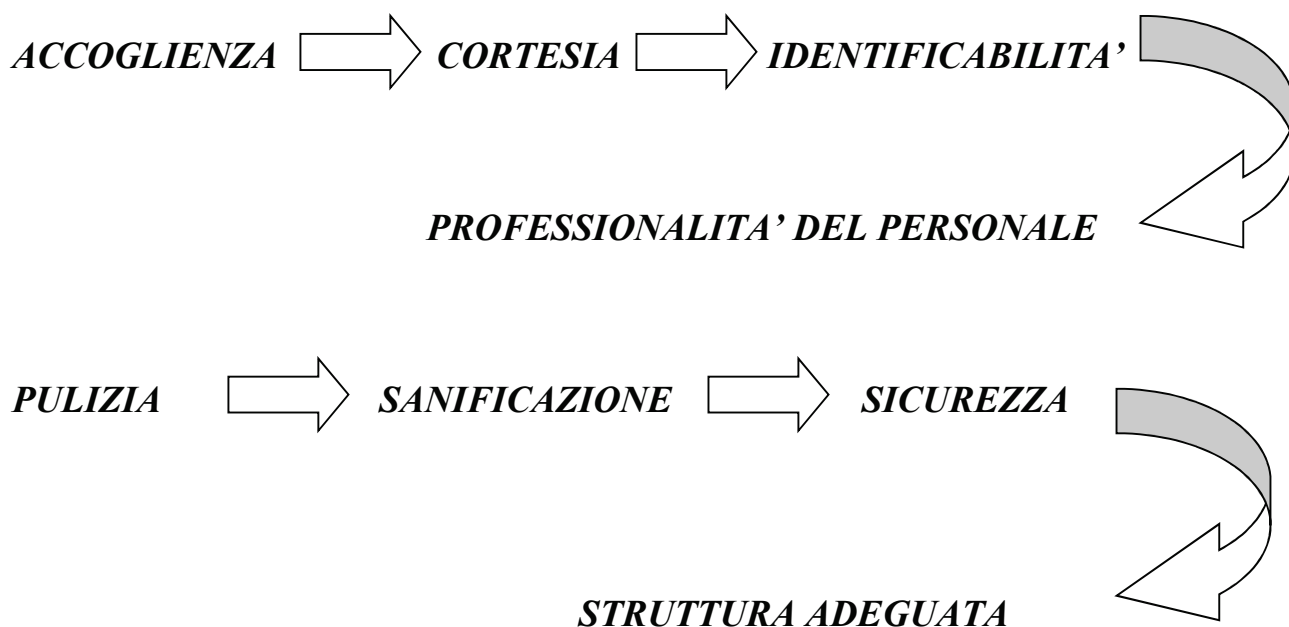 ACCOGLIENZA CORTESIA IDENTIFICABILITA’
PROFESSIONALITA’ DEL PERSONALE
PULIZIA SANIFICAZIONE SICUREZZA
STRUTTURA ADEGUATA